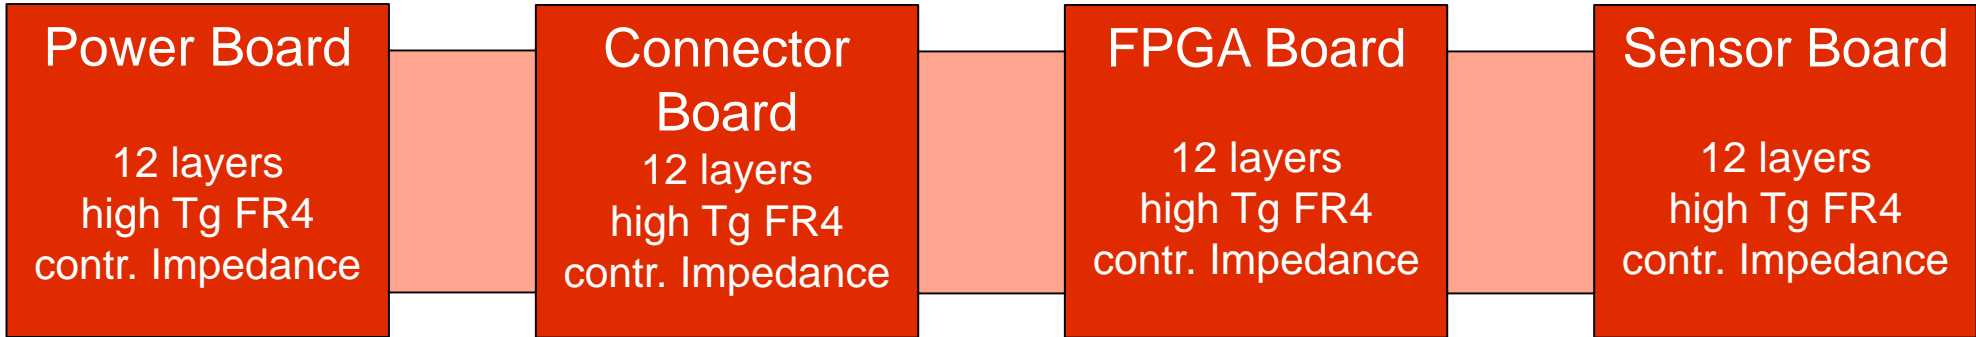 Power Board
12 layers
high Tg FR4
contr. Impedance
Connector
Board
12 layers
high Tg FR4
contr. Impedance
FPGA Board
12 layers
high Tg FR4
contr. Impedance
Sensor Board
12 layers
high Tg FR4
contr. Impedance